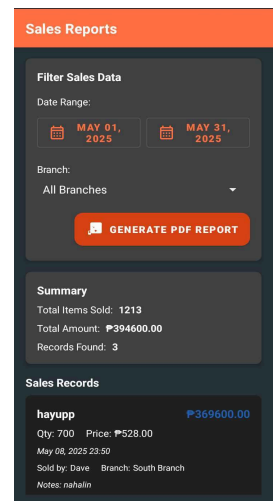 Sales Reports
Filter Sales Data
Date Range:
MAY 01, 2025
MAY 31, 2025
Branch:
All Branches
GENERATE PDF REPORT
Summary
Total Items Sold: 1213
Total Amount: ₱394600.00
Records Found: 3
Sales Records
hayupp ₱369600.00
Qty: 700 Price: ₱528.00
May 08, 2025 23:50
Sold by: Dave Branch: South Branch
Notes: nahalin